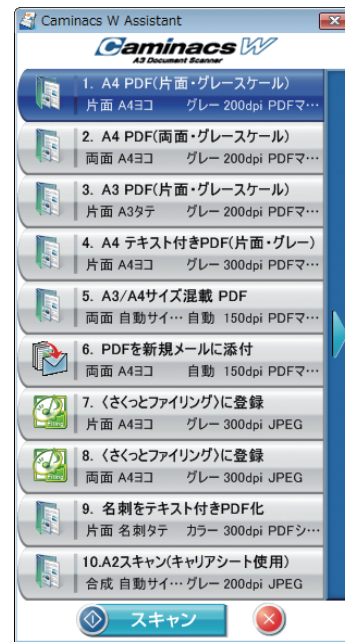 Caminacs W Assistant
Caminacs W
A3 Document Scanner
1. A4 PDF(片面・グレースケール)
片面 A4ヨコ グレー 200dpi PDFマ…
2. A4 PDF(両面・グレースケール)
両面 A4ヨコ グレー 200dpi PDFマ…
3. A3 PDF(片面・グレースケール)
片面 A3タテ グレー 200dpi PDFマ…
4. A4 テキスト付きPDF(片面・グレー)
片面 A4ヨコ グレー 300dpi PDFマ…
5. A3/A4サイズ混載 PDF
両面 自動サイ… 自動 150dpi PDFマ…
6. PDFを新規メールに添付
両面 A4ヨコ 自動 150dpi PDFマ…
7. 〈さくっとファイリング〉に登録
片面 A4ヨコ グレー 300dpi JPEG
8. 〈さくっとファイリング〉に登録
両面 A4ヨコ グレー 300dpi JPEG
9. 名刺をテキスト付きPDF化
片面 名刺タテ カラー 300dpi PDFシ…
10.A2スキャン(キャリアシート使用)
合成 自動サイ… グレー 200dpi JPEG
スキャン